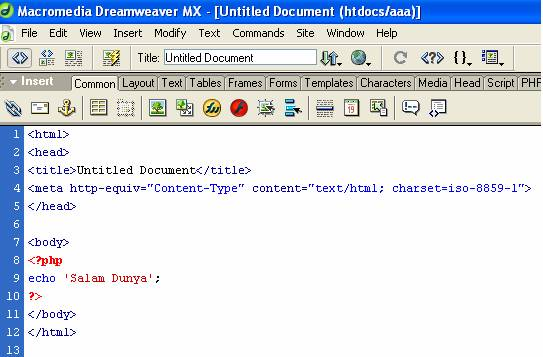 Macromedia Dreamweaver MX - [Untitled Document (htdocs/aaa)]
File Edit View Insert Modify Text Commands Site Window Help
Title: Untitled Document
Insert Common Layout Text Tables Frames Forms Templates Characters Media Head Script PHP
1 <html>
2 <head>
3 <title>Untitled Document</title>
4 <meta http-equiv="Content-Type" content="text/html; charset=iso-8859-1">
5 </head>
6
7 <body>
8 <?php
9 echo 'Salam Dunya';
10 ?>
11 </body>
12 </html>
13